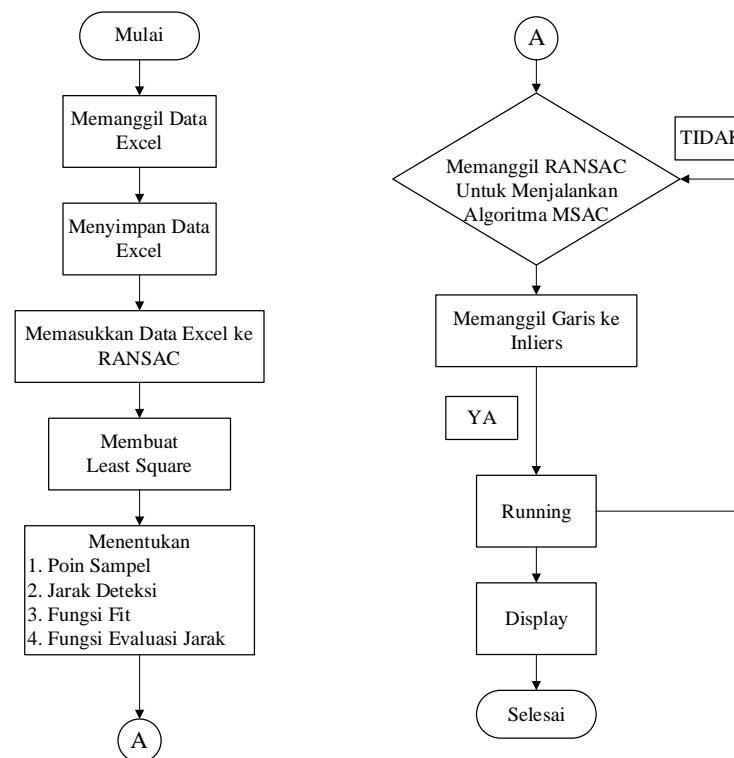 Mulai
Memanggil Data
Excel
Menyimpan Data
Excel
Memasukkan Data Excel ke
RANSAC
Membuat
Least Square
Menentukan
1. Poin Sampel
2. Jarak Deteksi
3. Fungsi Fit
4. Fungsi Evaluasi Jarak
A
A
Memanggil RANSAC
Untuk Menjalankan
Algoritma MSAC
TIDAK
Memanggil Garis ke
Inliers
YA
Running
Display
Selesai